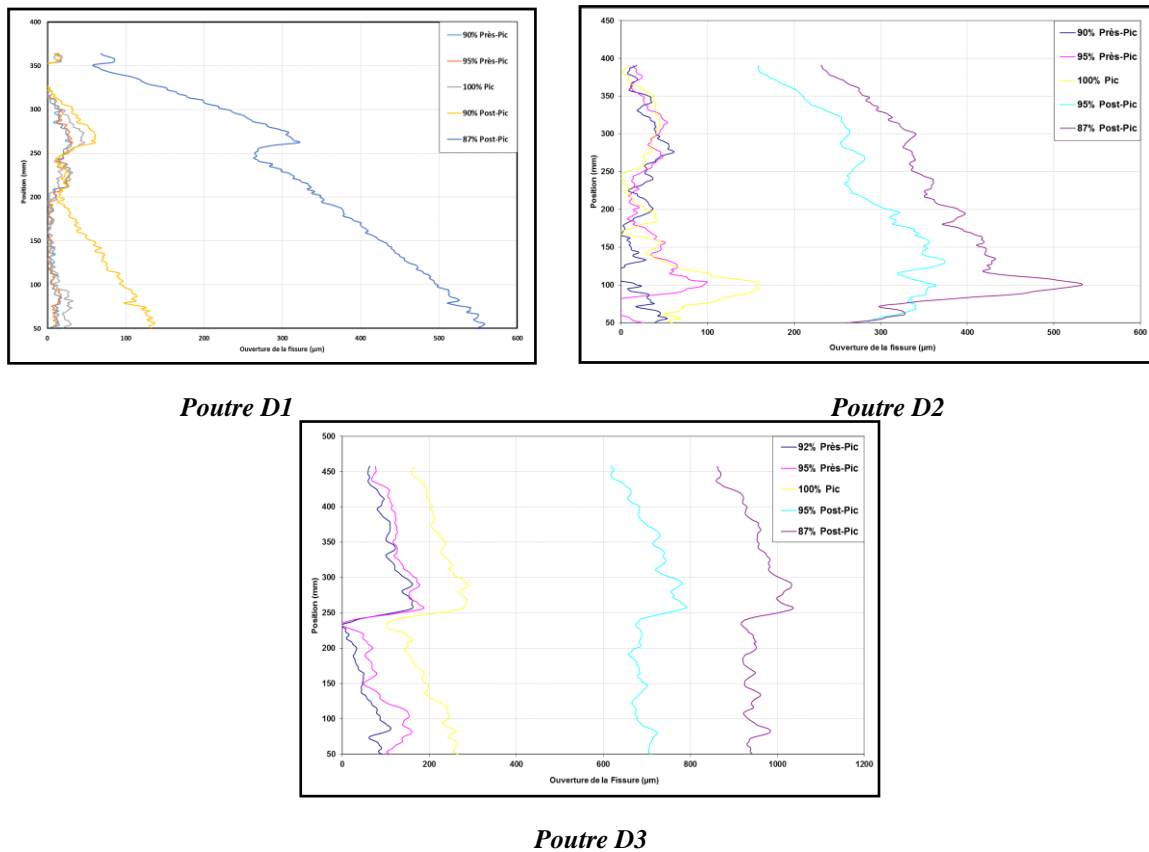 400
350
300
250
200
150
100
50
Position (mm)
0
100
200
300
400
500
600
Ouverture de la fissure (µm)
90% Près-Pic
95% Près-Pic
100% Pic
90% Post-Pic
87% Post-Pic
450
400
350
300
250
200
150
100
50
Position (mm)
0
100
200
300
400
500
600
Ouverture de la fissure (µm)
90% Près-Pic
95% Près-Pic
100% Pic
95% Post-Pic
87% Post-Pic
Poutre D1
Poutre D2
500
450
400
350
300
250
200
150
100
50
Position (mm)
0
200
400
600
800
1000
1200
Ouverture de la Fissure (µm)
92% Près-Pic
95% Près-Pic
100% Pic
95% Post-Pic
87% Post-Pic
Poutre D3